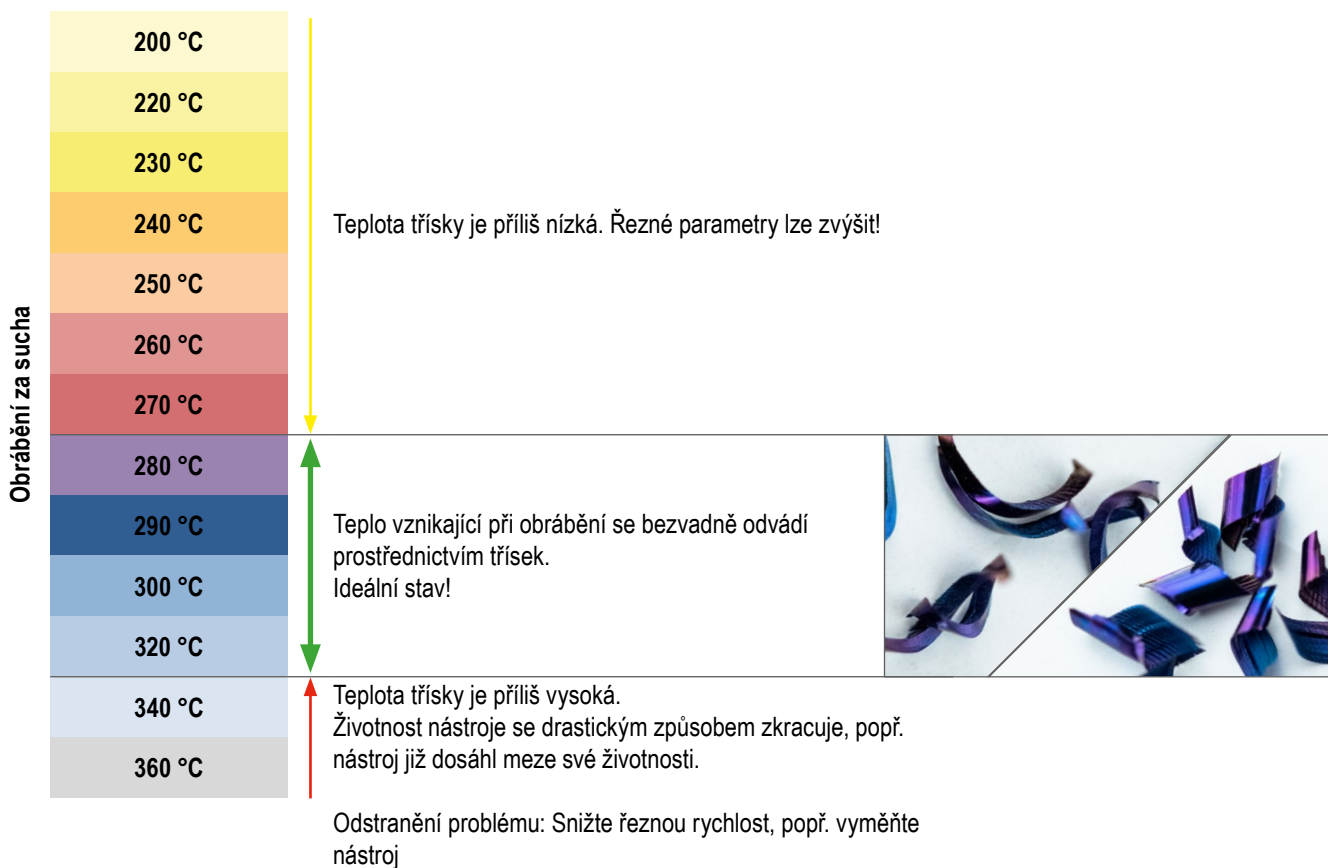 Obrábění za sucha
200 °C
220 °C
230 °C
240 °C
Teplota třísky je příliš nízká. Řezné parametry lze zvýšit!
250 °C
260 °C
270 °C
280 °C
290 °C
Teplo vznikající při obrábění se bezvadně odvádí
prostřednictvím třísek.
Ideální stav!
300 °C
320 °C
340 °C
Teplota třísky je příliš vysoká.
Životnost nástroje se drastickým způsobem zkracuje, popř.
nástroj již dosáhl meze své životnosti.
360 °C
Odstranění problému: Snižte řeznou rychlost, popř. vyměňte
nástroj